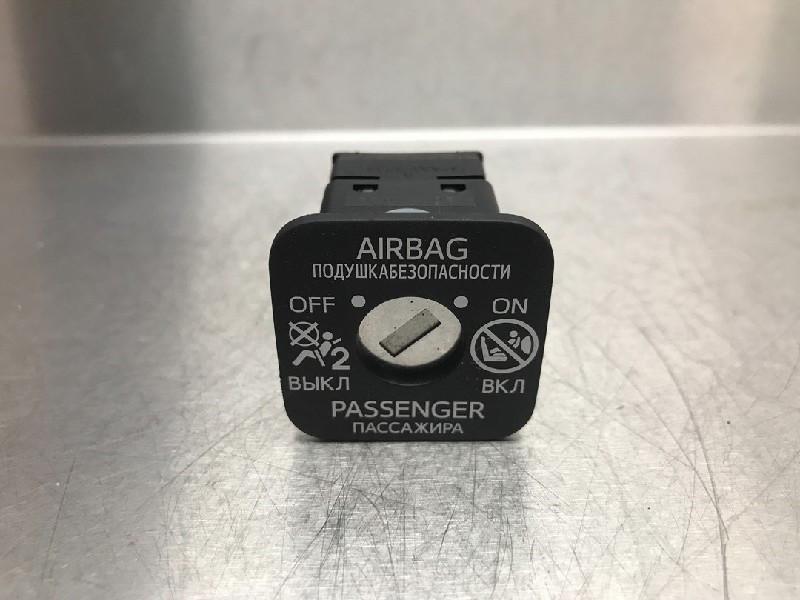 AIRBAG
ПОДУШКАБЕЗОПАСНОСТИ
OFF ON
2
ВЫКЛ ВКЛ
PASSENGER
ПАССАЖИРА